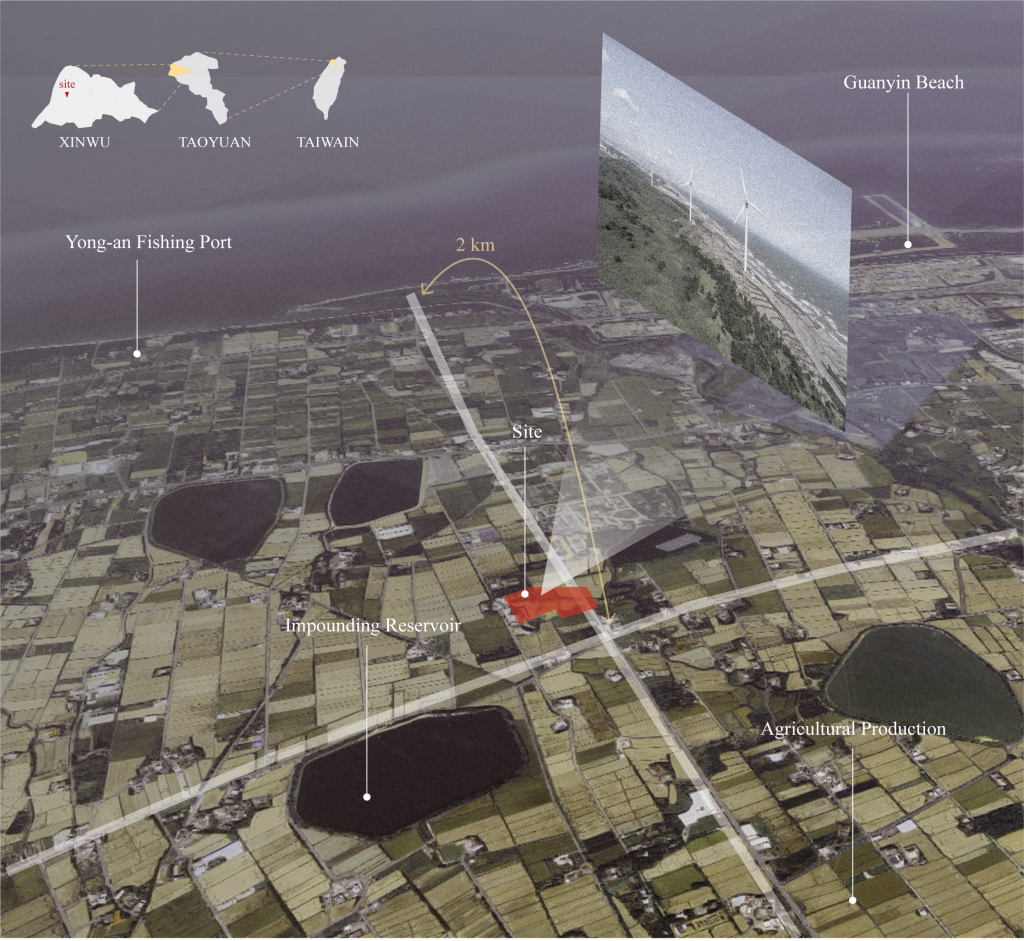 site
XINWU
TAOYUAN
TAIWAIN
Guanyin Beach
Yong-an Fishing Port
2 km
Site
Impounding Reservoir
Agricultural Production